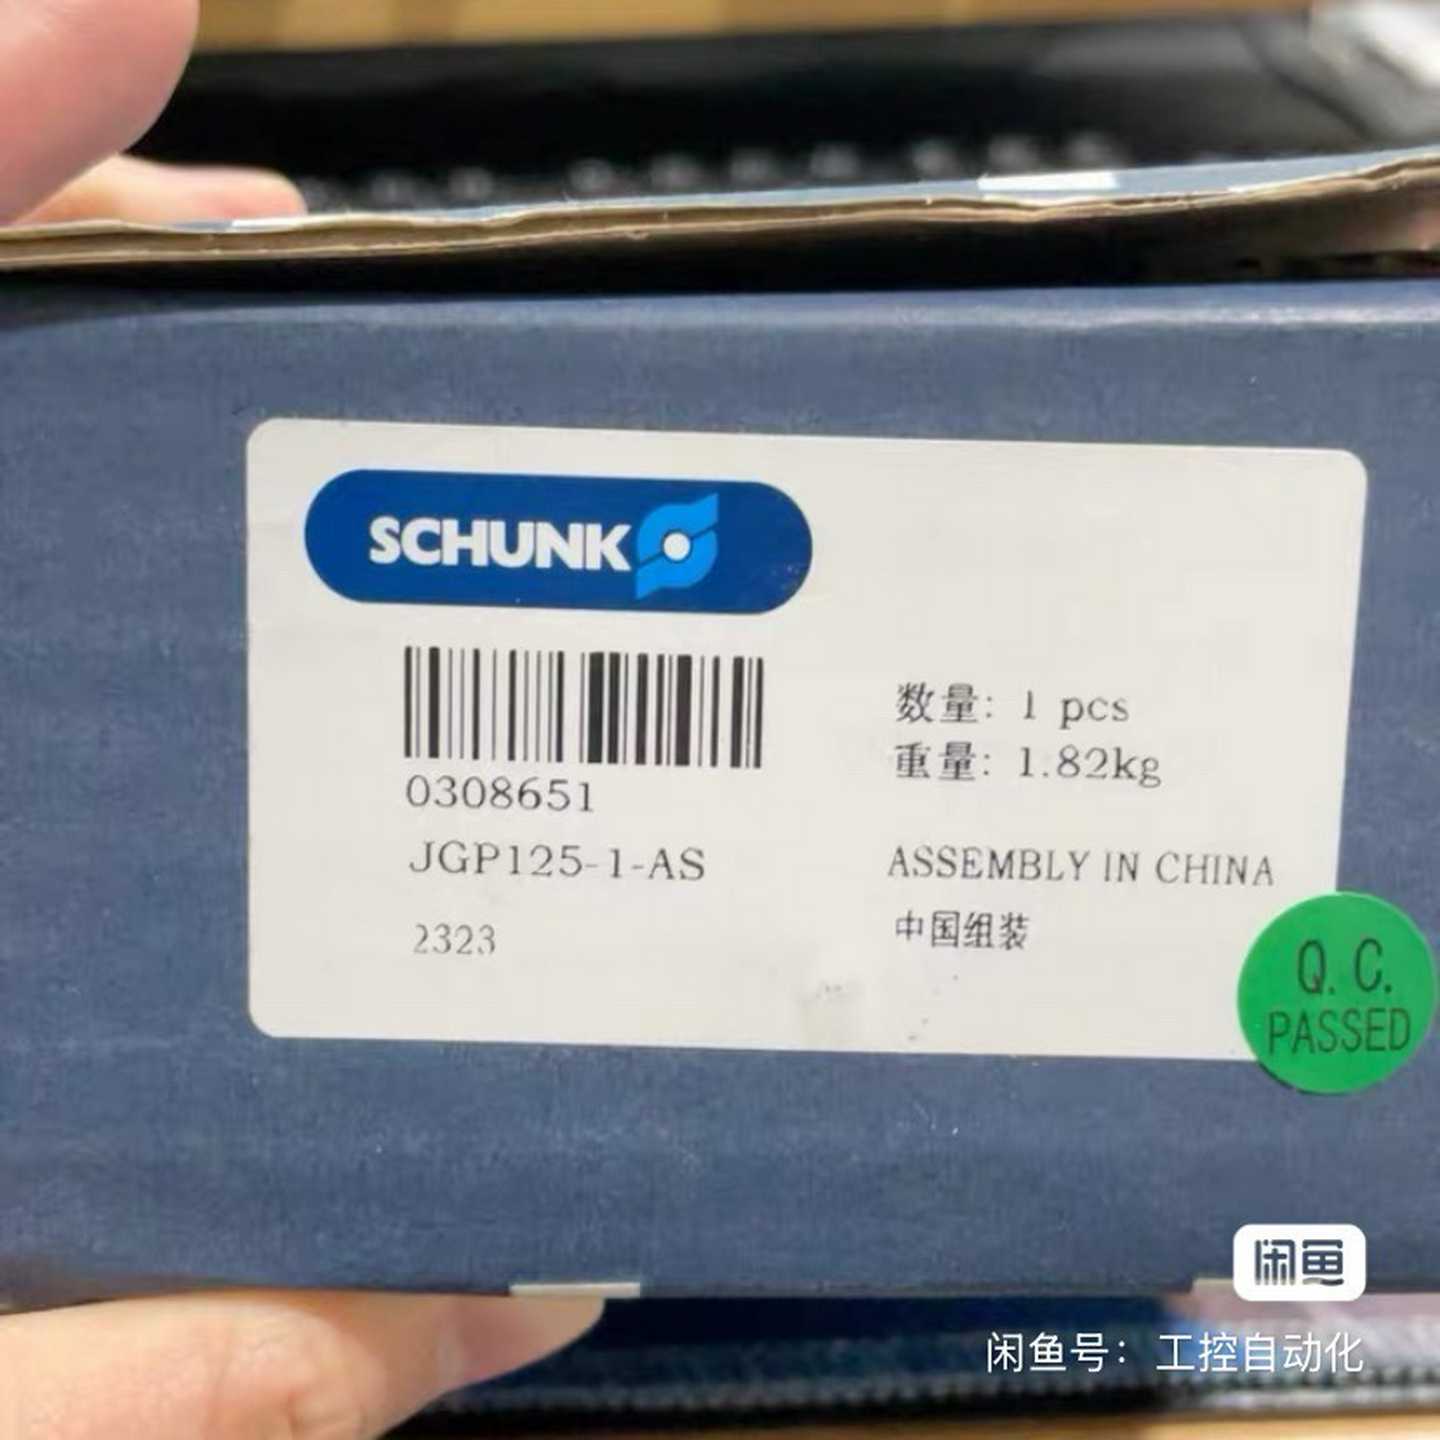 SCHUNK
0308651
JGP125-1-AS
2323
数量: 1 pcs
重量: 1.82kg
ASSEMBLY IN CHINA
中国组装
Q. C.
PASSED
闲鱼
闲鱼号：工控自动化